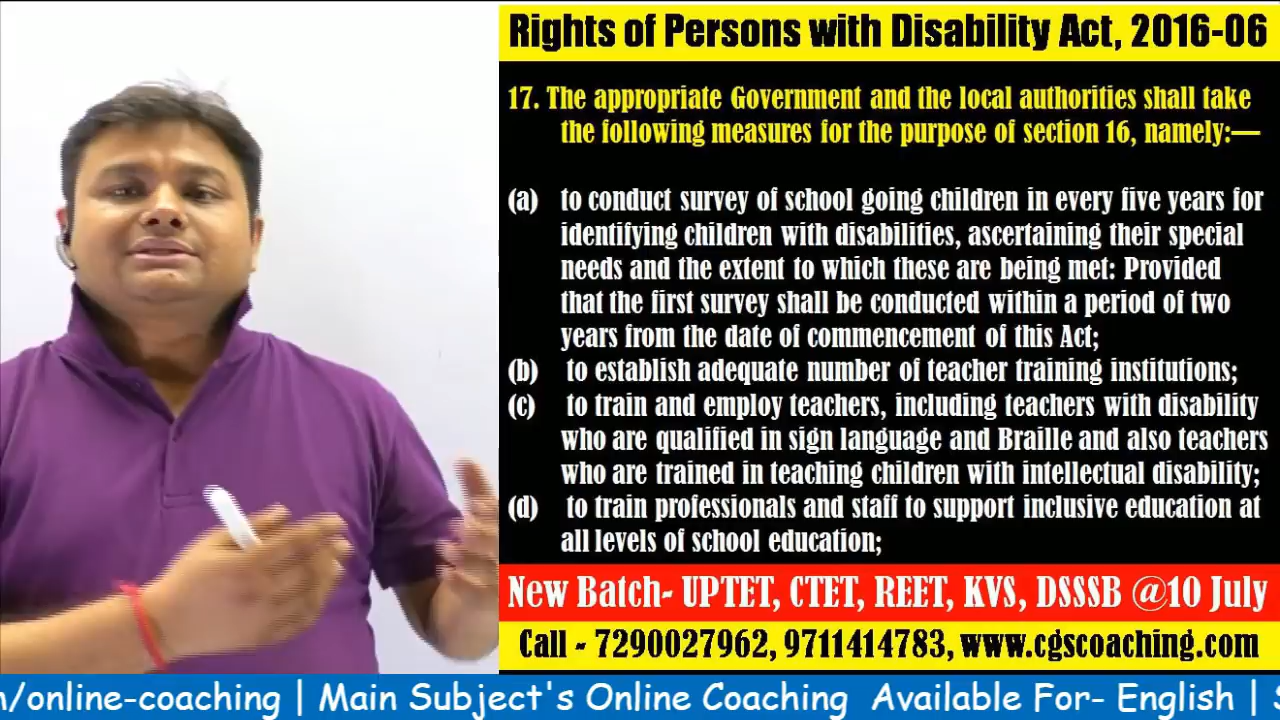 Rights of Persons with Disability Act, 2016-06
17. The appropriate Government and the local authorities shall take
the following measures for the purpose of section 16, namely:—
(a) to conduct survey of school going children in every five years for
identifying children with disabilities, ascertaining their special
needs and the extent to which these are being met: Provided
that the first survey shall be conducted within a period of two
years from the date of commencement of this Act;
(b) to establish adequate number of teacher training institutions;
(c) to train and employ teachers, including teachers with disability
who are qualified in sign language and Braille and also teachers
who are trained in teaching children with intellectual disability;
(d) to train professionals and staff to support inclusive education at
all levels of school education;
New Batch- UPTET, CTET, REET, KVS, DSSSB @10 July
Call - 7290027962, 9711414783, www.cgscoaching.com
/online-coaching | Main Subject's Online Coaching Available For- English |